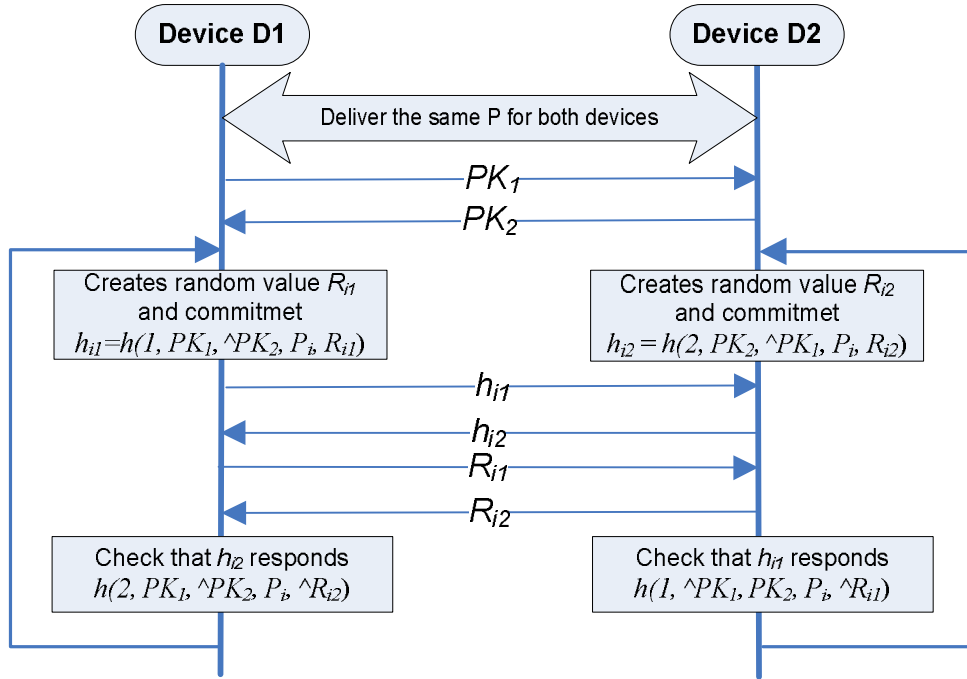 Device D1
Device D2
Deliver the same P for both devices
PK₁
PK₂
Creates random value Rᵢ₁
and commitmet
hᵢ₁=h(1, PK₁, ^PK₂, Pᵢ, Rᵢ₁)
Creates random value Rᵢ₂
and commitmet
hᵢ₂ = h(2, PK₂, ^PK₁, Pᵢ, Rᵢ₂)
hᵢ₁
hᵢ₂
Rᵢ₁
Rᵢ₂
Check that hᵢ₂ responds
h(2, PK₁, ^PK₂, Pᵢ, ^Rᵢ₂)
Check that hᵢ₁ responds
h(1, ^PK₁, PK₂, Pᵢ, ^Rᵢ₁)